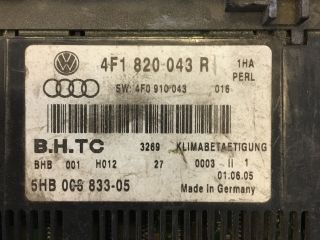 4F1 820 043 R
1HA
PERL
SW: 4F0 910 043 016
B.H.TC 3269 KLIMABETAETIGUNG
BHB 001 H012 27 0003 II 1
01.06.05
5HB 008 833-05 Made in Germany